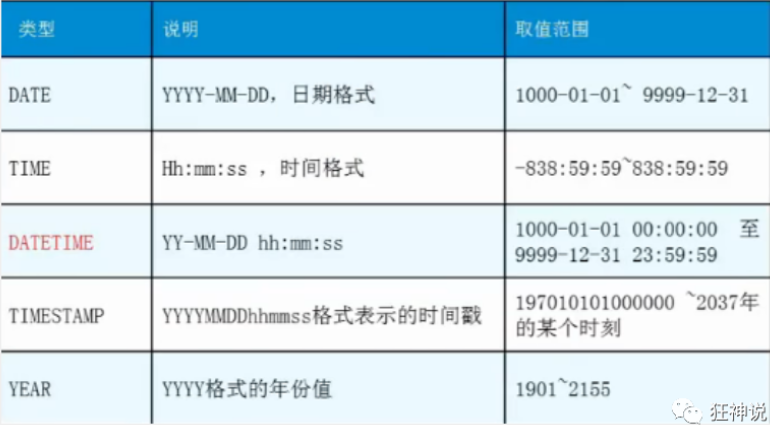 类型 说明 取值范围
DATE YYYY-MM-DD，日期格式 1000-01-01~ 9999-12-31
TIME Hh:mm:ss ，时间格式 -838:59:59~838:59:59
DATETIME YY-MM-DD hh:mm:ss 1000-01-01 00:00:00 至
9999-12-31 23:59:59
TIMESTAMP YYYYMMDDhhmmss格式表示的时间戳 197010101000000 ~2037年
的某个时刻
YEAR YYYY格式的年份值 1901~2155
狂神说